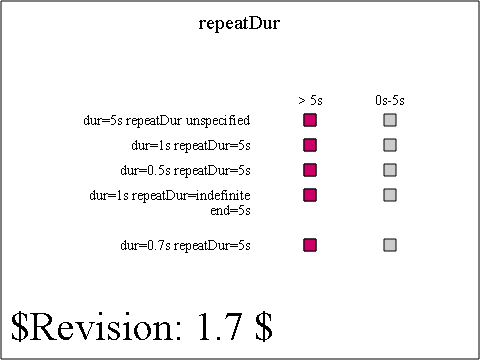 repeatDur
> 5s 0s-5s
dur=5s repeatDur unspecified
dur=1s repeatDur=5s
dur=0.5s repeatDur=5s
dur=1s repeatDur=indefinite
end=5s
dur=0.7s repeatDur=5s
$Revision: 1.7 $